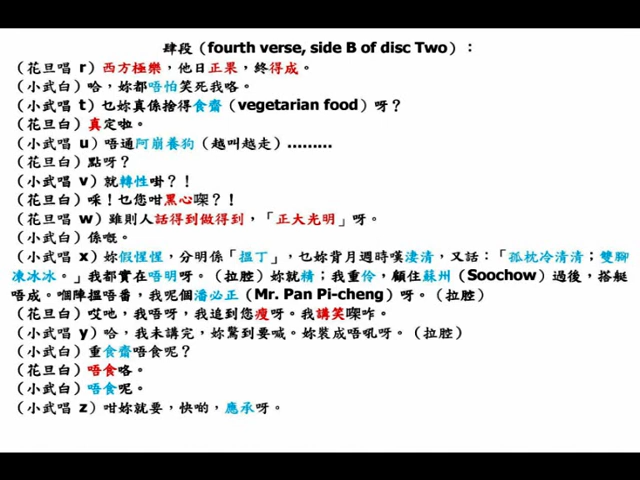 肆段（fourth verse, side B of disc Two）：
（花旦唱 r）西方極樂，他日正果，終得成。
（小武白）哈，妳都唔怕笑死我咯。
（小武唱 t）乜妳真係捨得食齋（vegetarian food）呀？
（花旦白）真定啦。
（小武唱 u）唔通阿崩養狗（越叫越走）………
（花旦白）點呀？
（小武唱 v）就轉性㗎？！
（花旦白）啋！乜您咁黑心㗎？！
（花旦唱 w）雖則人話得到做得到，「正大光明」呀。
（小武白）係嘅。
（小武唱 x）妳假惺惺，分明係「搵丁」，乜妳背月週時嘆淒清，又話：「孤枕冷清清；雙腳
凍冰冰。」我都實在唔明呀。（拉腔）妳就精；我重伶，顧住蘇州（Soochow）過後，搭艇
唔成。個陣搵唔番，我呢個潘必正（Mr. Pan Pi-cheng）呀。（拉腔）
（花旦白）哎吔，我唔呀，我追到您瘦呀。我講笑㗎咋。
（小武唱 y）哈，我未講完，妳驚到要喊。妳裝成唔吼呀。（拉腔）
（小武白）重食齋唔食呢？
（花旦白）唔食咯。
（小武白）唔食呢。
（小武唱 z）咁妳就要，快啲，應承呀。